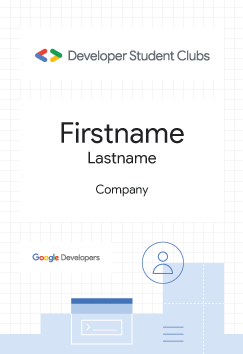 Developer Student Clubs
Firstname
Lastname
Company
Google Developers